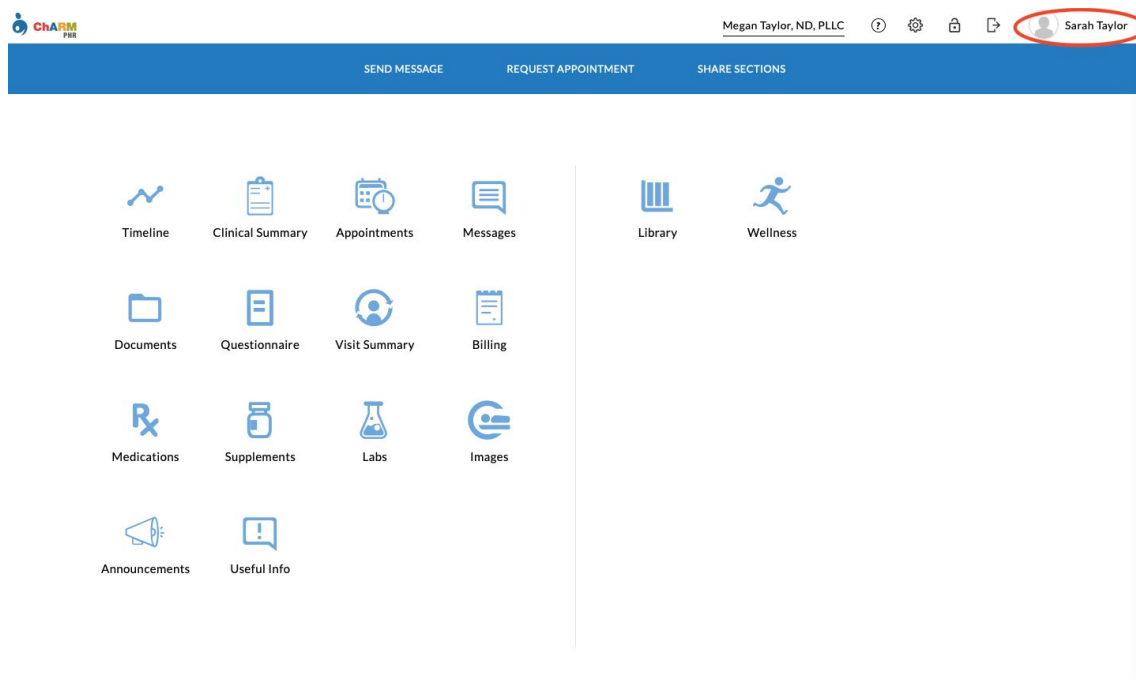 ChARM
PHR
Megan Taylor, ND, PLLC
Sarah Taylor
SEND MESSAGE REQUEST APPOINTMENT SHARE SECTIONS
Timeline Clinical Summary Appointments Messages Library Wellness
Documents Questionnaire Visit Summary Billing
Medications Supplements Labs Images
Announcements Useful Info